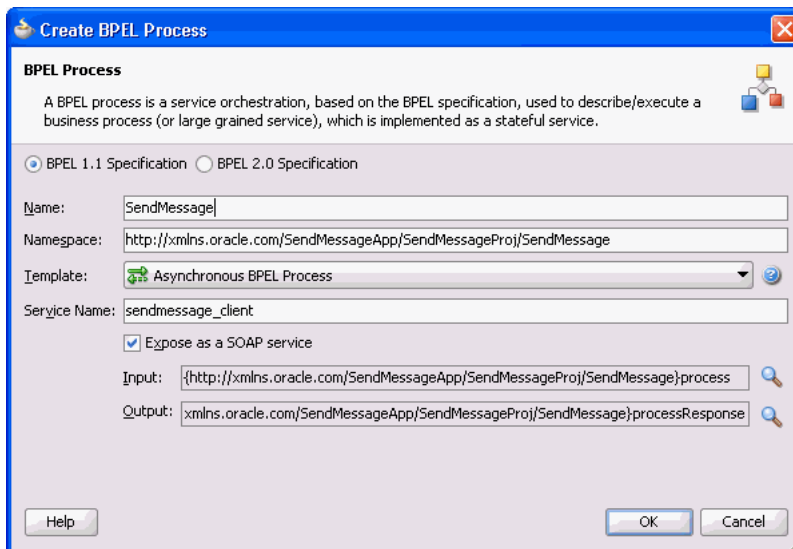 Create BPEL Process
BPEL Process
A BPEL process is a service orchestration, based on the BPEL specification, used to describe/execute a
business process (or large grained service), which is implemented as a stateful service.
BPEL 1.1 Specification BPEL 2.0 Specification
Name: SendMessage
Namespace: http://xmlns.oracle.com/SendMessageApp/SendMessageProj/SendMessage
Template: Asynchronous BPEL Process
Service Name: sendmessage_client
Expose as a SOAP service
Input: {http://xmlns.oracle.com/SendMessageApp/SendMessageProj/SendMessage}process
Output: xmlns.oracle.com/SendMessageApp/SendMessageProj/SendMessage}processResponse
Help OK Cancel